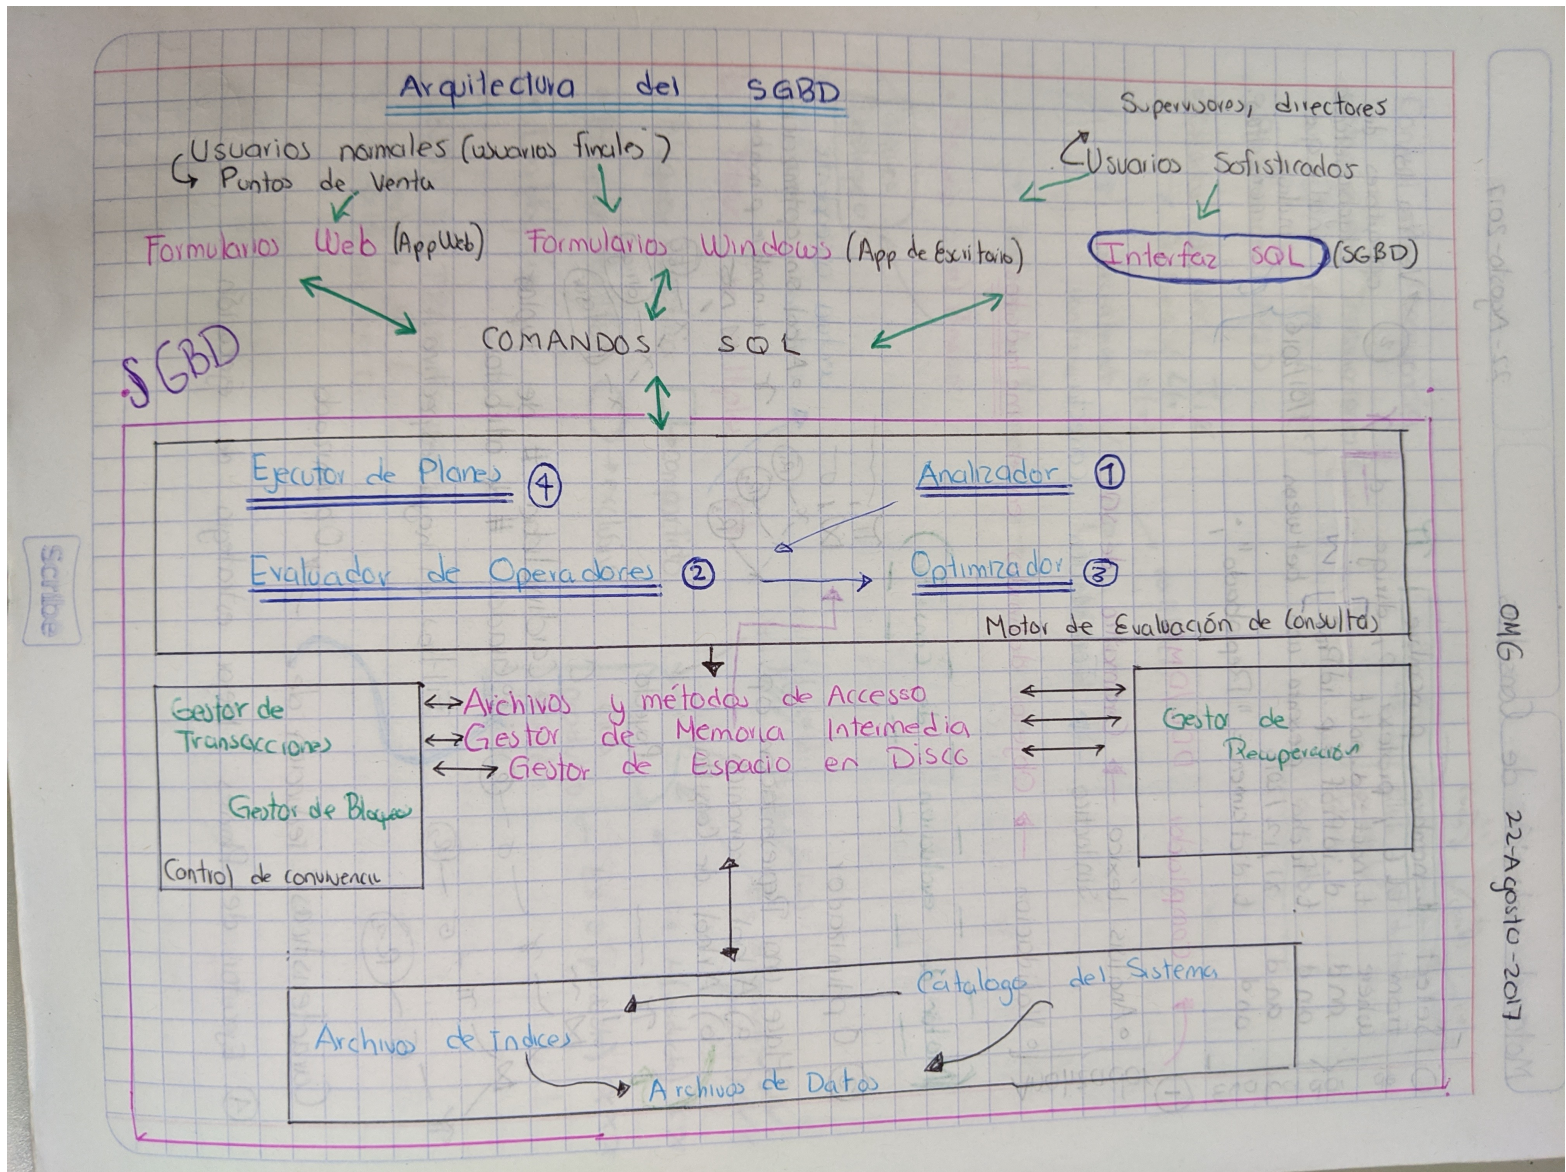 Arquitectura del SGBD
Supervisores, directores
Usuarios normales (usuarios finales)
Usuarios Sofisticados
Puntos de Venta
Formularios Web (App Web) Formularios Windows (App de Escritorio) Interfaz SQL (SGBD)
COMANDOS SQL
SGBD
Ejecutor de Planes 4 Analizador 1
Evaluador de Operadores 2 Optimizador 3
Motor de Evaluación de Consultas
Gestor de
Transacciones
Gestor de Bloqueo
Control de
Archivos y métodos de Accesso
Gestor de Memoria Intermedia
Gestor de Espacio en Disco
Gestor de
Recuperación
Cátalogo del Sistema
Archivos de Indices
Archivos de Datos
Scribe
OMG 22-Agosto-2017